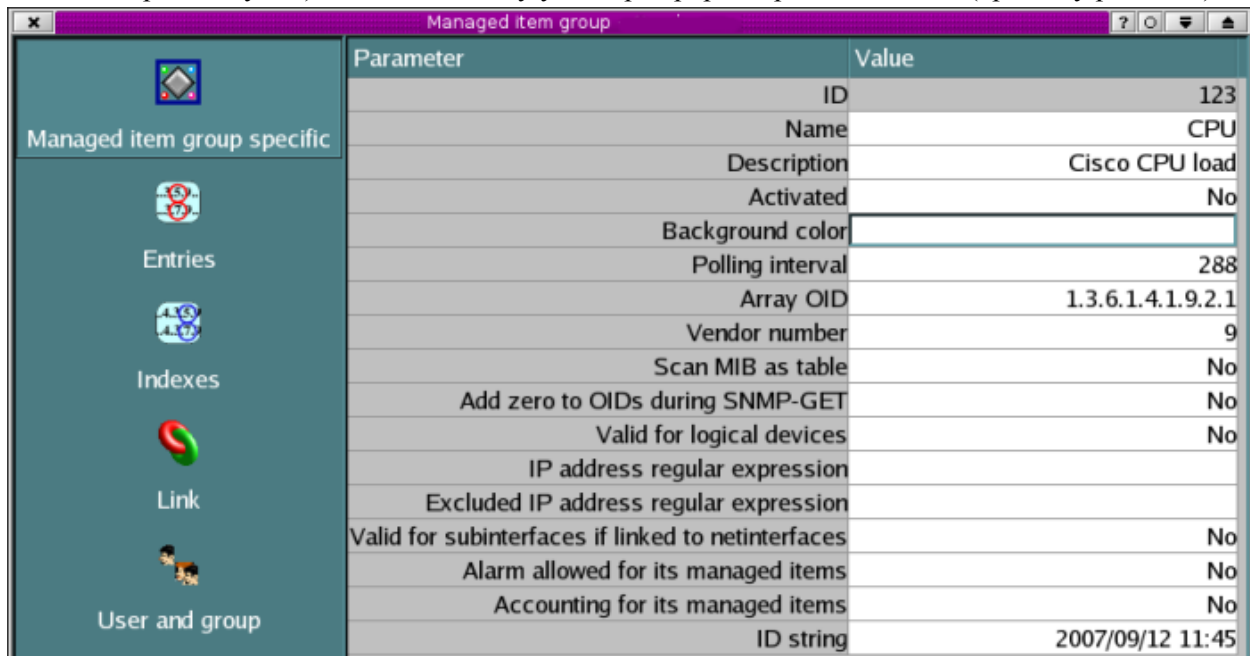 Managed item group
?
Managed item group specific
Entries
Indexes
Link
User and group
Parameter Value
ID 123
Name CPU
Description Cisco CPU load
Activated No
Background color
Polling interval 288
Array OID 1.3.6.1.4.1.9.2.1
Vendor number 9
Scan MIB as table No
Add zero to OIDs during SNMP-GET No
Valid for logical devices No
IP address regular expression
Excluded IP address regular expression
Valid for subinterfaces if linked to netinterfaces No
Alarm allowed for its managed items No
Accounting for its managed items No
ID string 2007/09/12 11:45